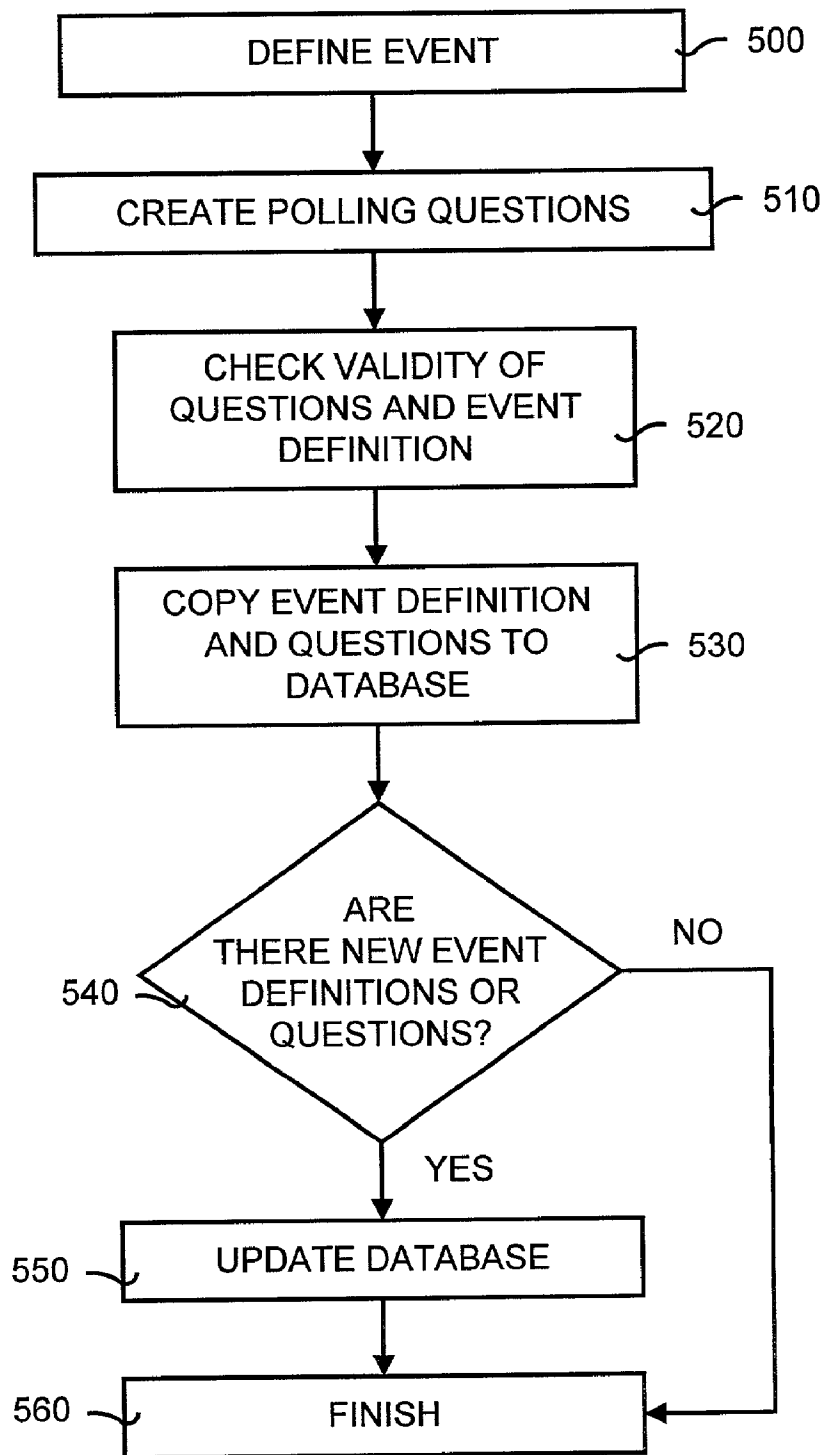 DEFINE EVENT
500
CREATE POLLING QUESTIONS
510
CHECK VALIDITY OF
QUESTIONS AND EVENT
DEFINITION
520
COPY EVENT DEFINITION
AND QUESTIONS TO
DATABASE
530
ARE
THERE NEW EVENT
DEFINITIONS OR
QUESTIONS?
540
NO
YES
550
UPDATE DATABASE
560
FINISH